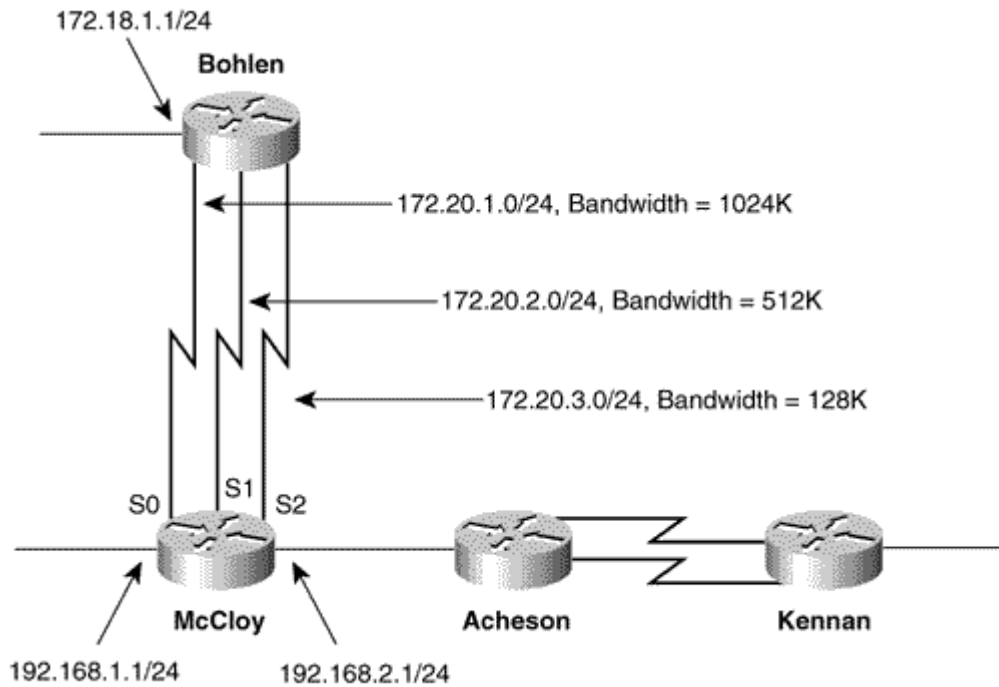 172.18.1.1/24
Bohlen
172.20.1.0/24, Bandwidth = 1024K
172.20.2.0/24, Bandwidth = 512K
172.20.3.0/24, Bandwidth = 128K
S0
S1
S2
McCloy
Acheson
Kennan
192.168.1.1/24
192.168.2.1/24